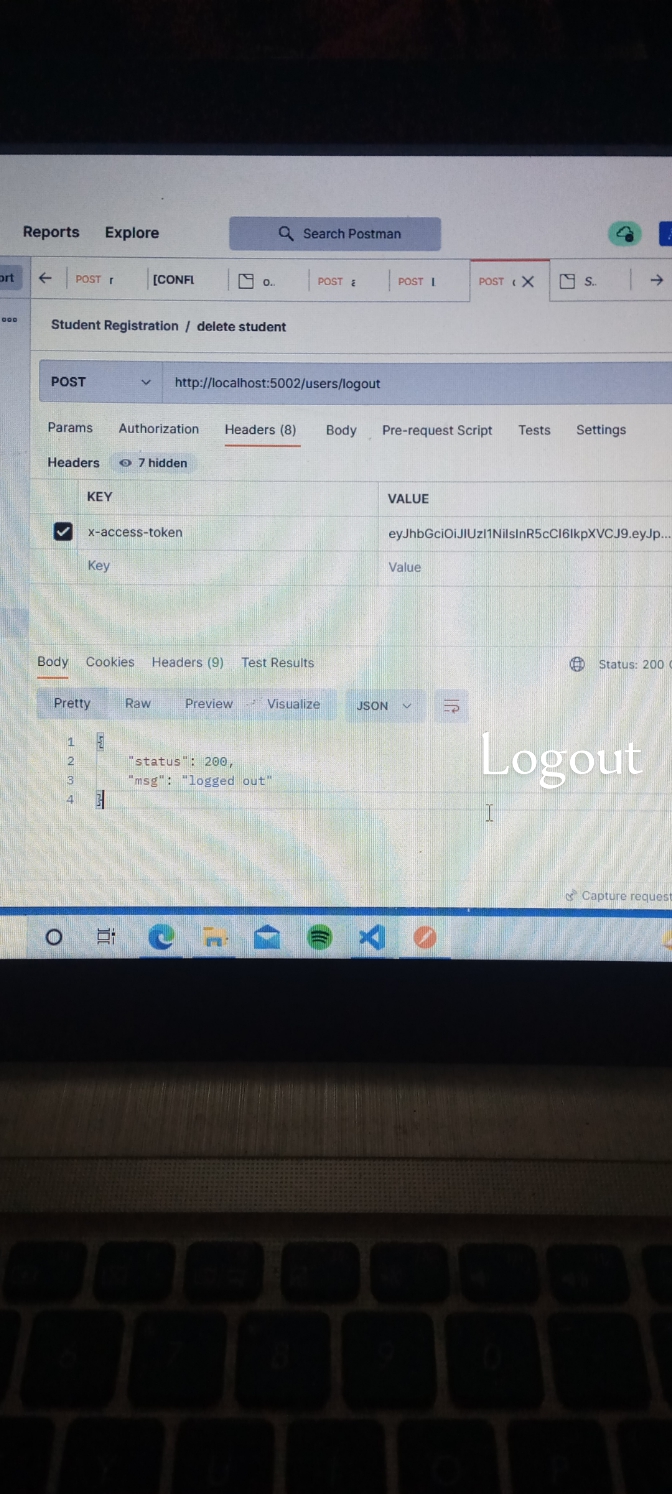 Reports Explore Search Postman
ort POST r [CONFL o.. POST POST POST S..
Student Registration / delete student
POST http://localhost:5002/users/logout
Params Authorization Headers (8) Body Pre-request Script Tests Settings
Headers 7 hidden
KEY VALUE
x-access-token
Key Value
Body Cookies Headers (9) Test Results Status: 200
Pretty Raw Preview Visualize JSON
1 {
2 "status": 200,
3 "msg": "logged out"
4 }
Logout
Capture request